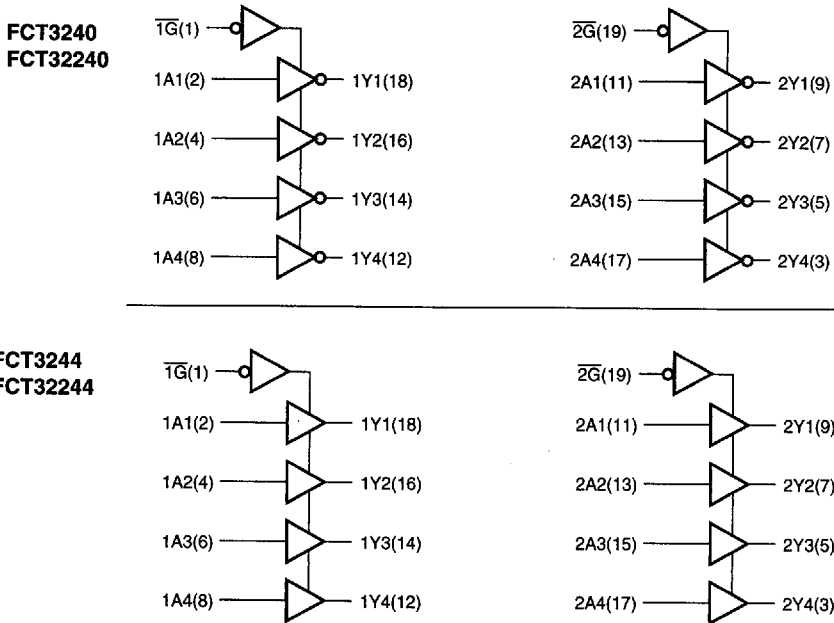 FCT3240
FCT32240
1G(1)
2G(19)
1A1(2) 1Y1(18)
2A1(11) 2Y1(9)
1A2(4) 1Y2(16)
2A2(13) 2Y2(7)
1A3(6) 1Y3(14)
2A3(15) 2Y3(5)
1A4(8) 1Y4(12)
2A4(17) 2Y4(3)
FCT3244
FCT32244
1G(1)
2G(19)
1A1(2) 1Y1(18)
2A1(11) 2Y1(9)
1A2(4) 1Y2(16)
2A2(13) 2Y2(7)
1A3(6) 1Y3(14)
2A3(15) 2Y3(5)
1A4(8) 1Y4(12)
2A4(17) 2Y4(3)